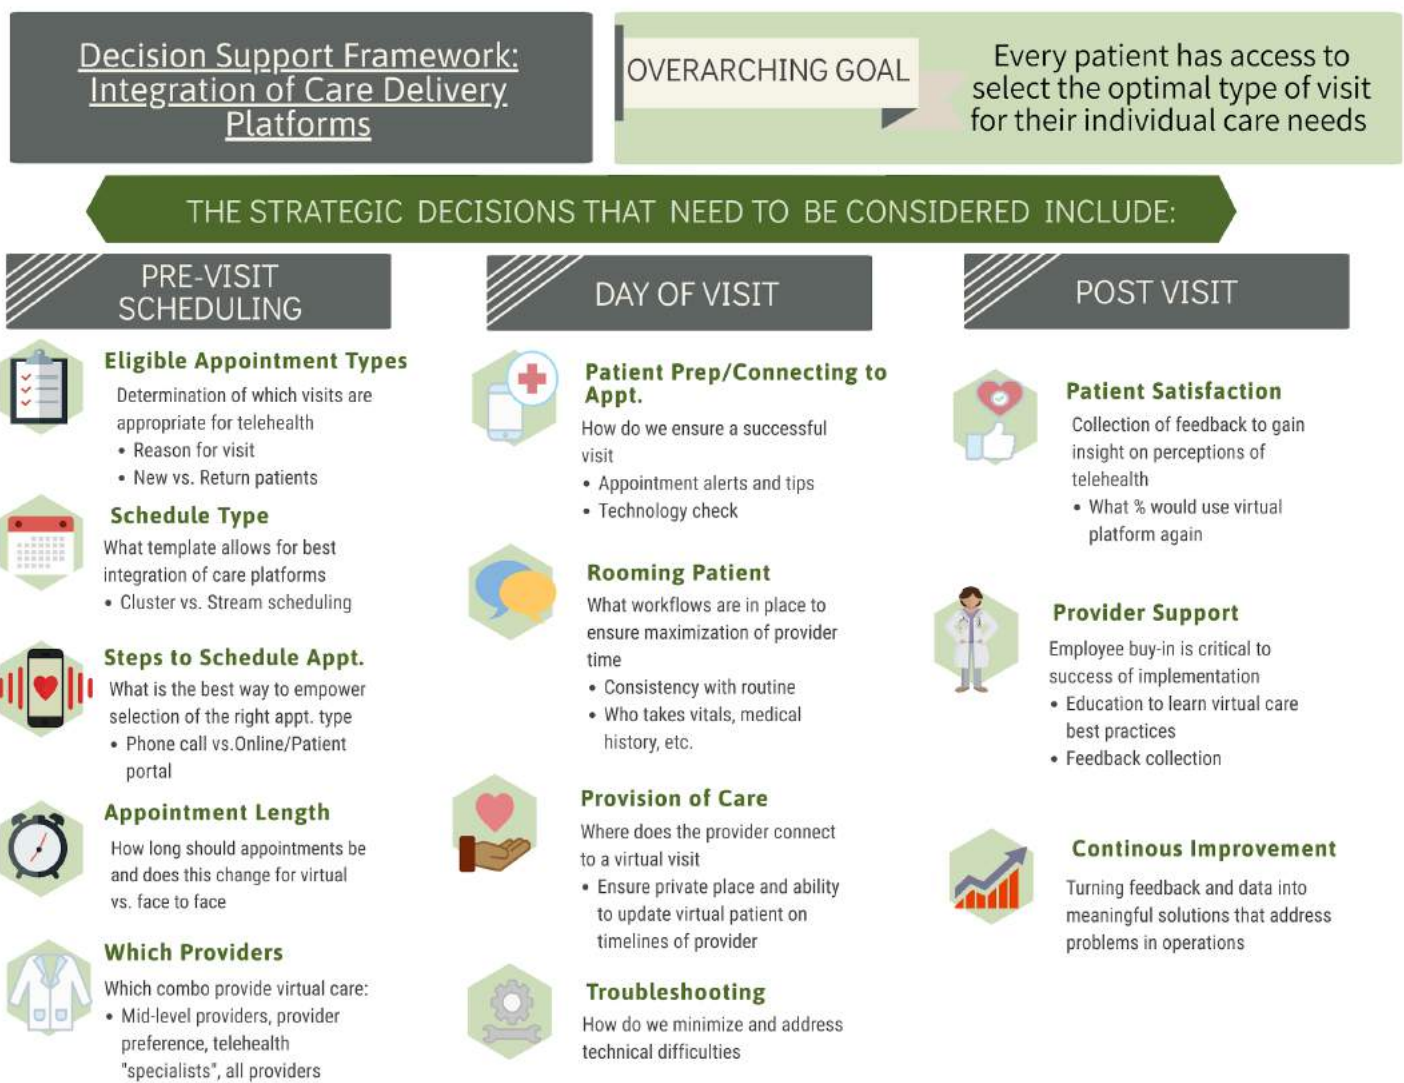 Decision Support Framework:
Integration of Care Delivery
Platforms
OVERARCHING GOAL
Every patient has access to
select the optimal type of visit
for their individual care needs
THE STRATEGIC DECISIONS THAT NEED TO BE CONSIDERED INCLUDE:
PRE-VISIT
SCHEDULING
Eligible Appointment Types
Determination of which visits are
appropriate for telehealth
• Reason for visit
• New vs. Return patients
Schedule Type
What template allows for best
integration of care platforms
• Cluster vs. Stream scheduling
Steps to Schedule Appt.
What is the best way to empower
selection of the right appt. type
• Phone call vs.Online/Patient
portal
Appointment Length
How long should appointments be
and does this change for virtual
vs. face to face
Which Providers
Which combo provide virtual care:
• Mid-level providers, provider
preference, telehealth
"specialists", all providers
DAY OF VISIT
Patient Prep/Connecting to
Appt.
How do we ensure a successful
visit
• Appointment alerts and tips
• Technology check
Rooming Patient
What workflows are in place to
ensure maximization of provider
time
• Consistency with routine
• Who takes vitals, medical
history, etc.
Provision of Care
Where does the provider connect
to a virtual visit
• Ensure private place and ability
to update virtual patient on
timelines of provider
Troubleshooting
How do we minimize and address
technical difficulties
POST VISIT
Patient Satisfaction
Collection of feedback to gain
insight on perceptions of
telehealth
• What % would use virtual
platform again
Provider Support
Employee buy-in is critical to
success of implementation
• Education to learn virtual care
best practices
• Feedback collection
Continous Improvement
Turning feedback and data into
meaningful solutions that address
problems in operations